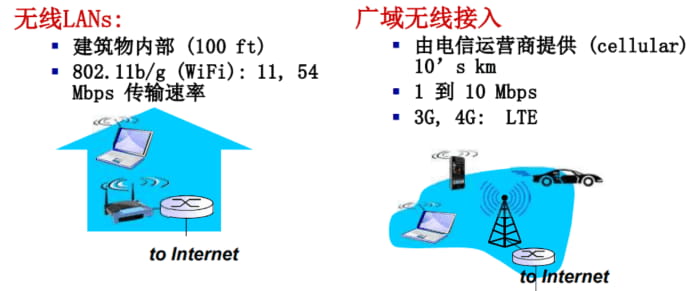 无线LANs:
建筑物内部 (100 ft)
802.11b/g (WiFi): 11, 54
Mbps 传输速率
to Internet
广域无线接入
由电信运营商提供 (cellular)
10’s km
1 到 10 Mbps
3G, 4G: LTE
to Internet